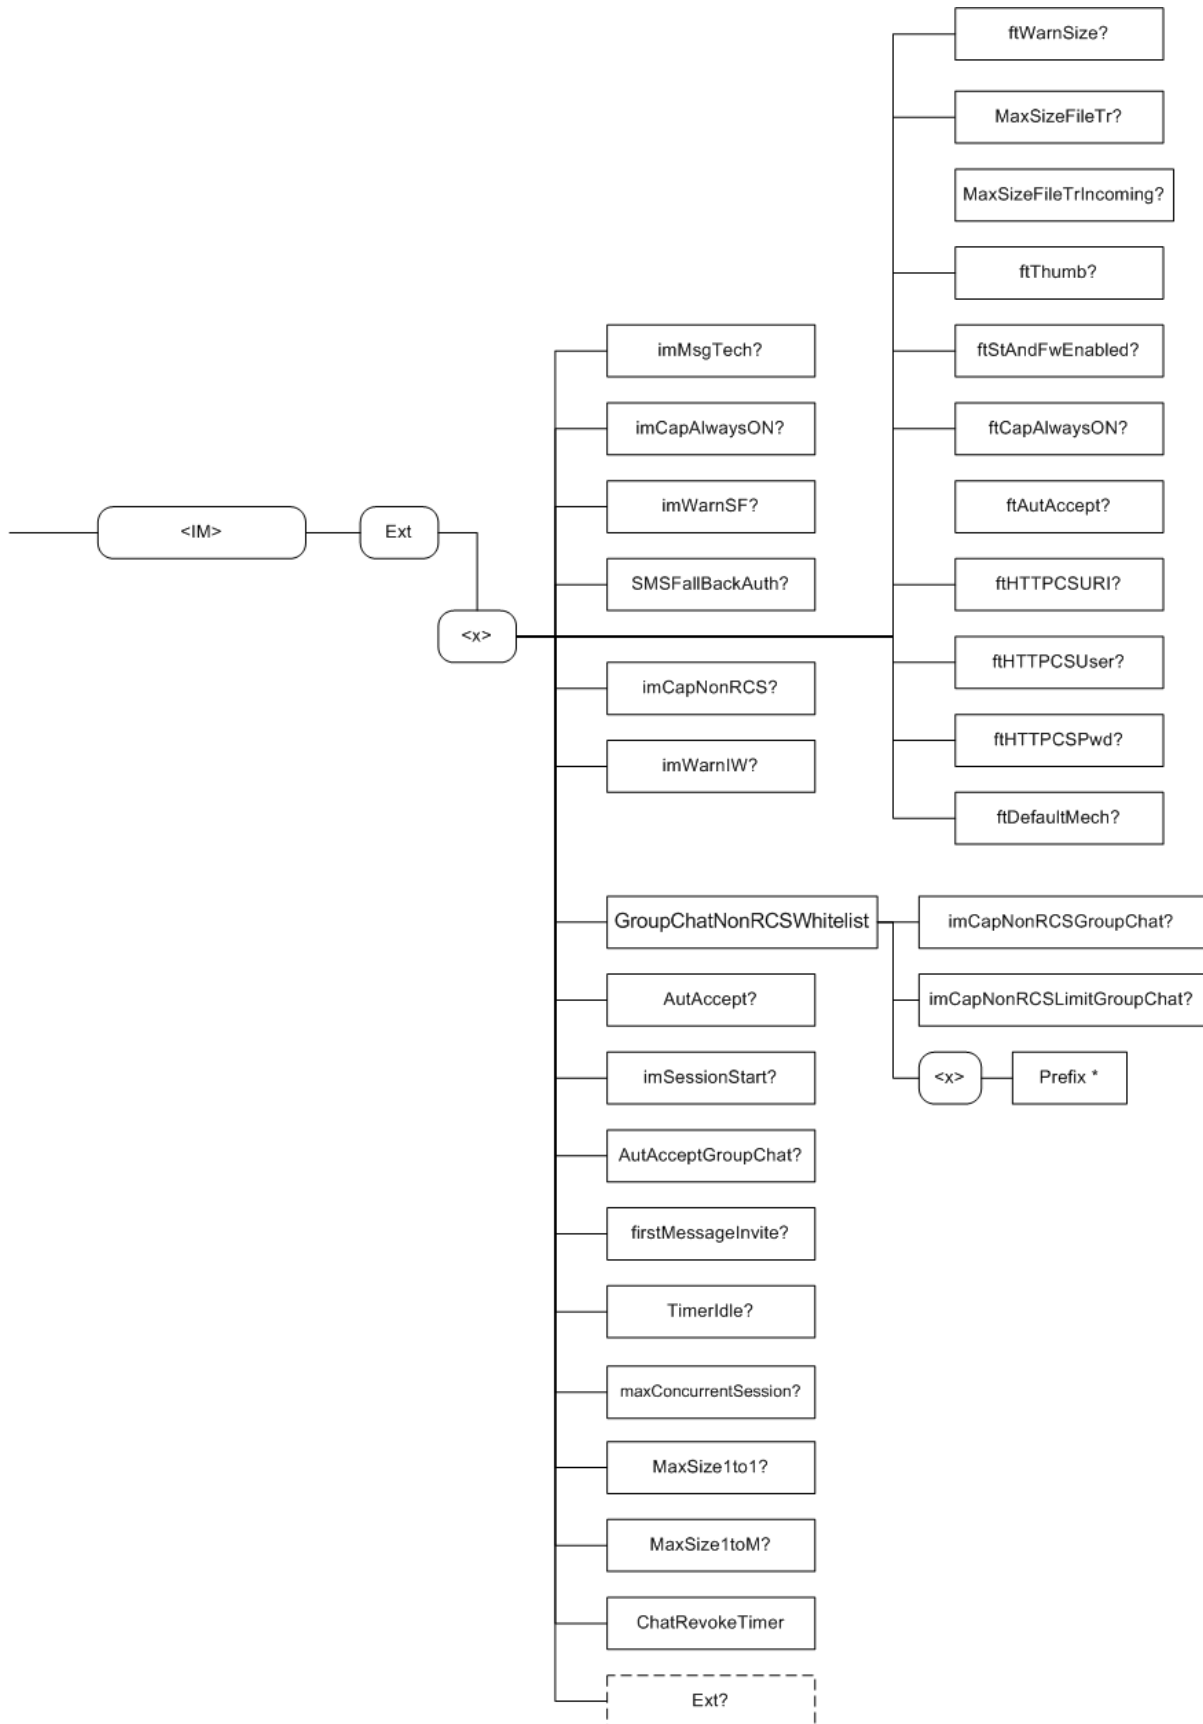 ftWarnSize?
MaxSizeFileTr?
MaxSizeFileTrIncoming?
ftThumb?
imMsgTech?
ftStAndFwEnabled?
imCapAlwaysON?
ftCapAlwaysON?
<IM>
Ext
imWarnSF?
ftAutAccept?
SMSFallBackAuth?
ftHTTPCSURI?
<x>
imCapNonRCS?
ftHTTPCSUser?
imWarnIW?
ftHTTPCSPwd?
ftDefaultMech?
GroupChatNonRCSWhitelist
imCapNonRCSGroupChat?
AutAccept?
imCapNonRCSLimitGroupChat?
imSessionStart?
<x>
Prefix *
AutAcceptGroupChat?
firstMessageInvite?
TimerIdle?
maxConcurrentSession?
MaxSize1to1?
MaxSize1toM?
ChatRevokeTimer
Ext?